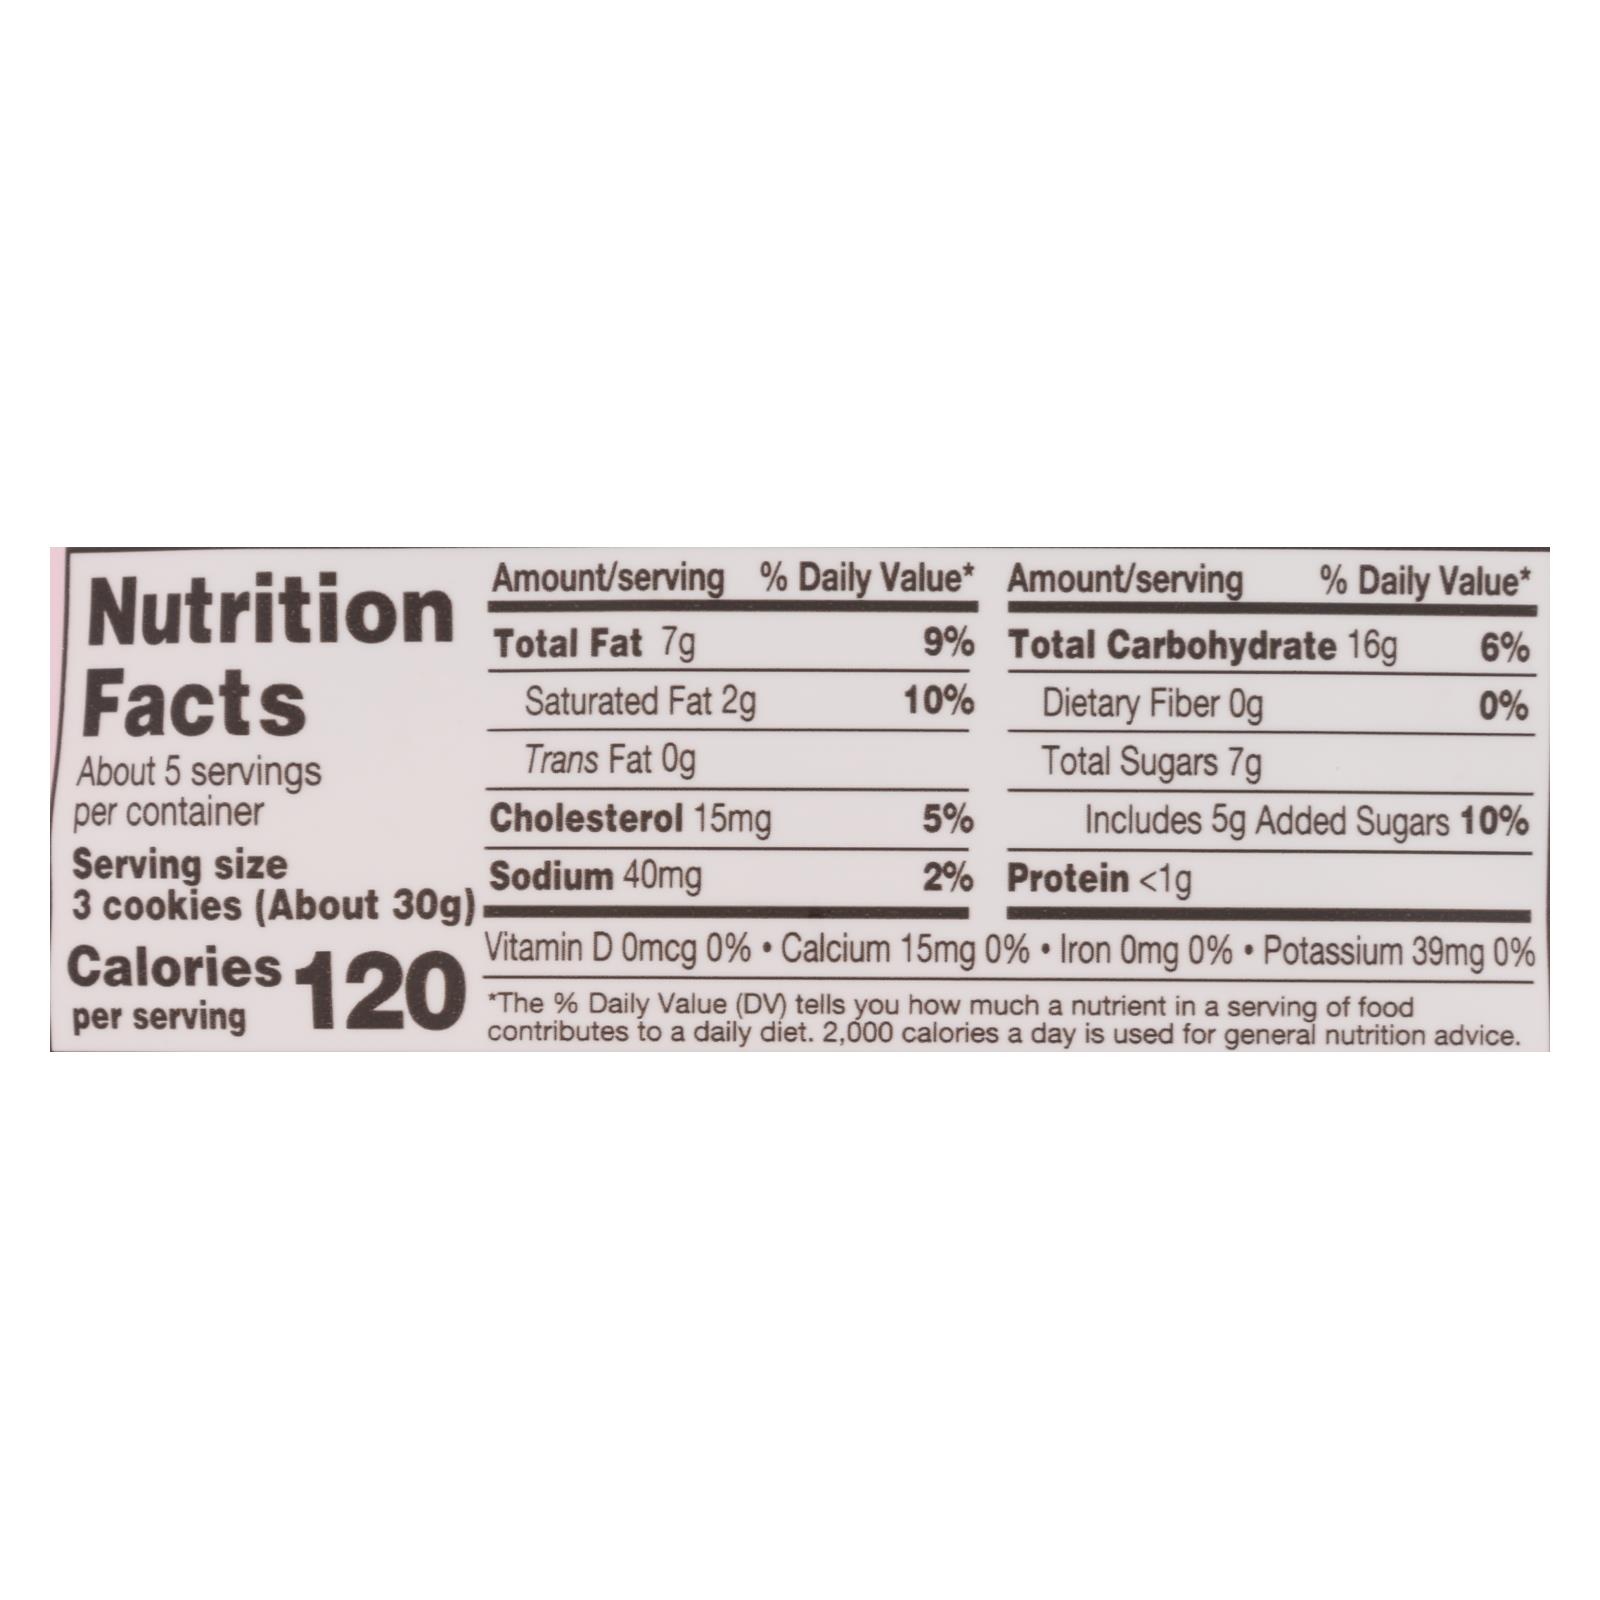 Nutrition
Facts
About 5 servings
per container
Serving size
3 cookies (About 30g)
Calories 120
per serving
Amount/serving % Daily Value*
Total Fat 7g 9%
Saturated Fat 2g 10%
Trans Fat 0g
Cholesterol 15mg 5%
Sodium 40mg 2%
Amount/serving % Daily Value*
Total Carbohydrate 16g 6%
Dietary Fiber 0g 0%
Total Sugars 7g
Includes 5g Added Sugars 10%
Protein <1g
Vitamin D 0mcg 0% • Calcium 15mg 0% • Iron 0mg 0% • Potassium 39mg 0%
*The % Daily Value (DV) tells you how much a nutrient in a serving of food
contributes to a daily diet. 2,000 calories a day is used for general nutrition advice.